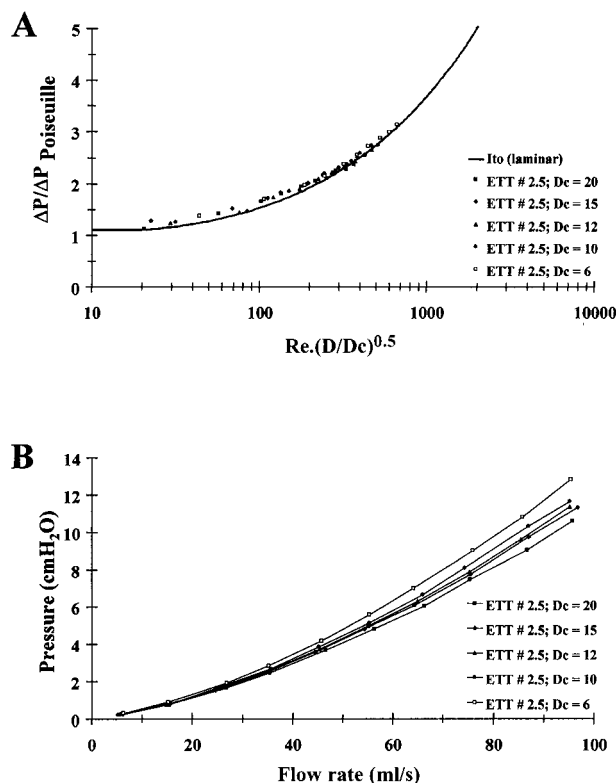 A
ΔP/ΔP Poiseuille
5
4
3
2
1
0
10
100
1000
10000
Re.(D/Dc)0.5
Ito (laminar)
ETT # 2.5; Dc = 20
ETT # 2.5; Dc = 15
ETT # 2.5; Dc = 12
ETT # 2.5; Dc = 10
ETT # 2.5; Dc = 6
B
Pressure (cmH2O)
14
12
10
8
6
4
2
0
0
20
40
60
80
100
Flow rate (ml/s)
ETT # 2.5; Dc = 20
ETT # 2.5; Dc = 15
ETT # 2.5; Dc = 12
ETT # 2.5; Dc = 10
ETT # 2.5; Dc = 6